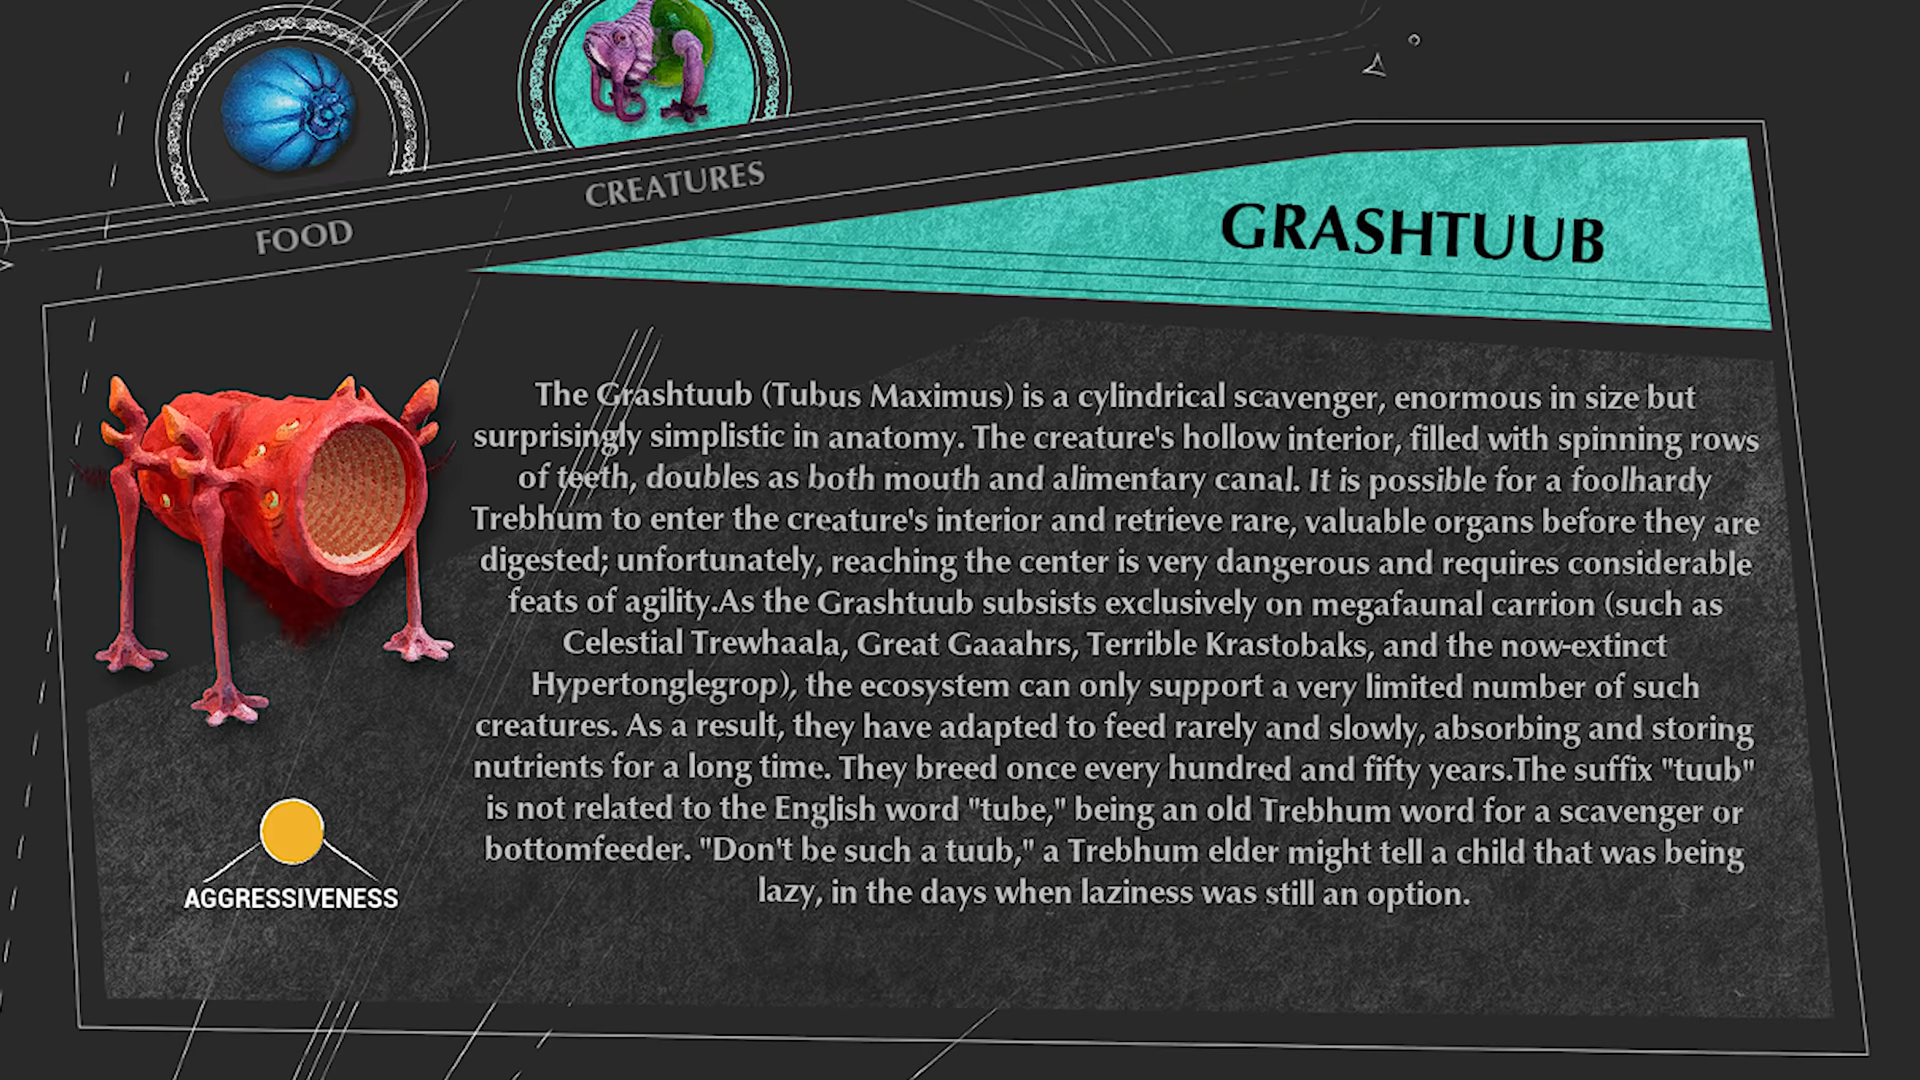 FOOD
CREATURES
GRASHTUUB
The Grashtuub (Tubus Maximus) is a cylindrical scavenger, enormous in size but
surprisingly simplistic in anatomy. The creature's hollow interior, filled with spinning rows
of teeth, doubles as both mouth and alimentary canal. It is possible for a foolhardy
Trebhum to enter the creature's interior and retrieve rare, valuable organs before they are
digested; unfortunately, reaching the center is very dangerous and requires considerable
feats of agility.As the Grashtuub subsists exclusively on megafaunal carrion (such as
Celestial Trewhaala, Great Gaaahrs, Terrible Krastobaks, and the now-extinct
Hypertonglegrop), the ecosystem can only support a very limited number of such
creatures. As a result, they have adapted to feed rarely and slowly, absorbing and storing
nutrients for a long time. They breed once every hundred and fifty years.The suffix "tuub"
is not related to the English word "tube," being an old Trebhum word for a scavenger or
bottomfeeder. "Don't be such a tuub," a Trebhum elder might tell a child that was being
lazy, in the days when laziness was still an option.
AGGRESSIVENESS